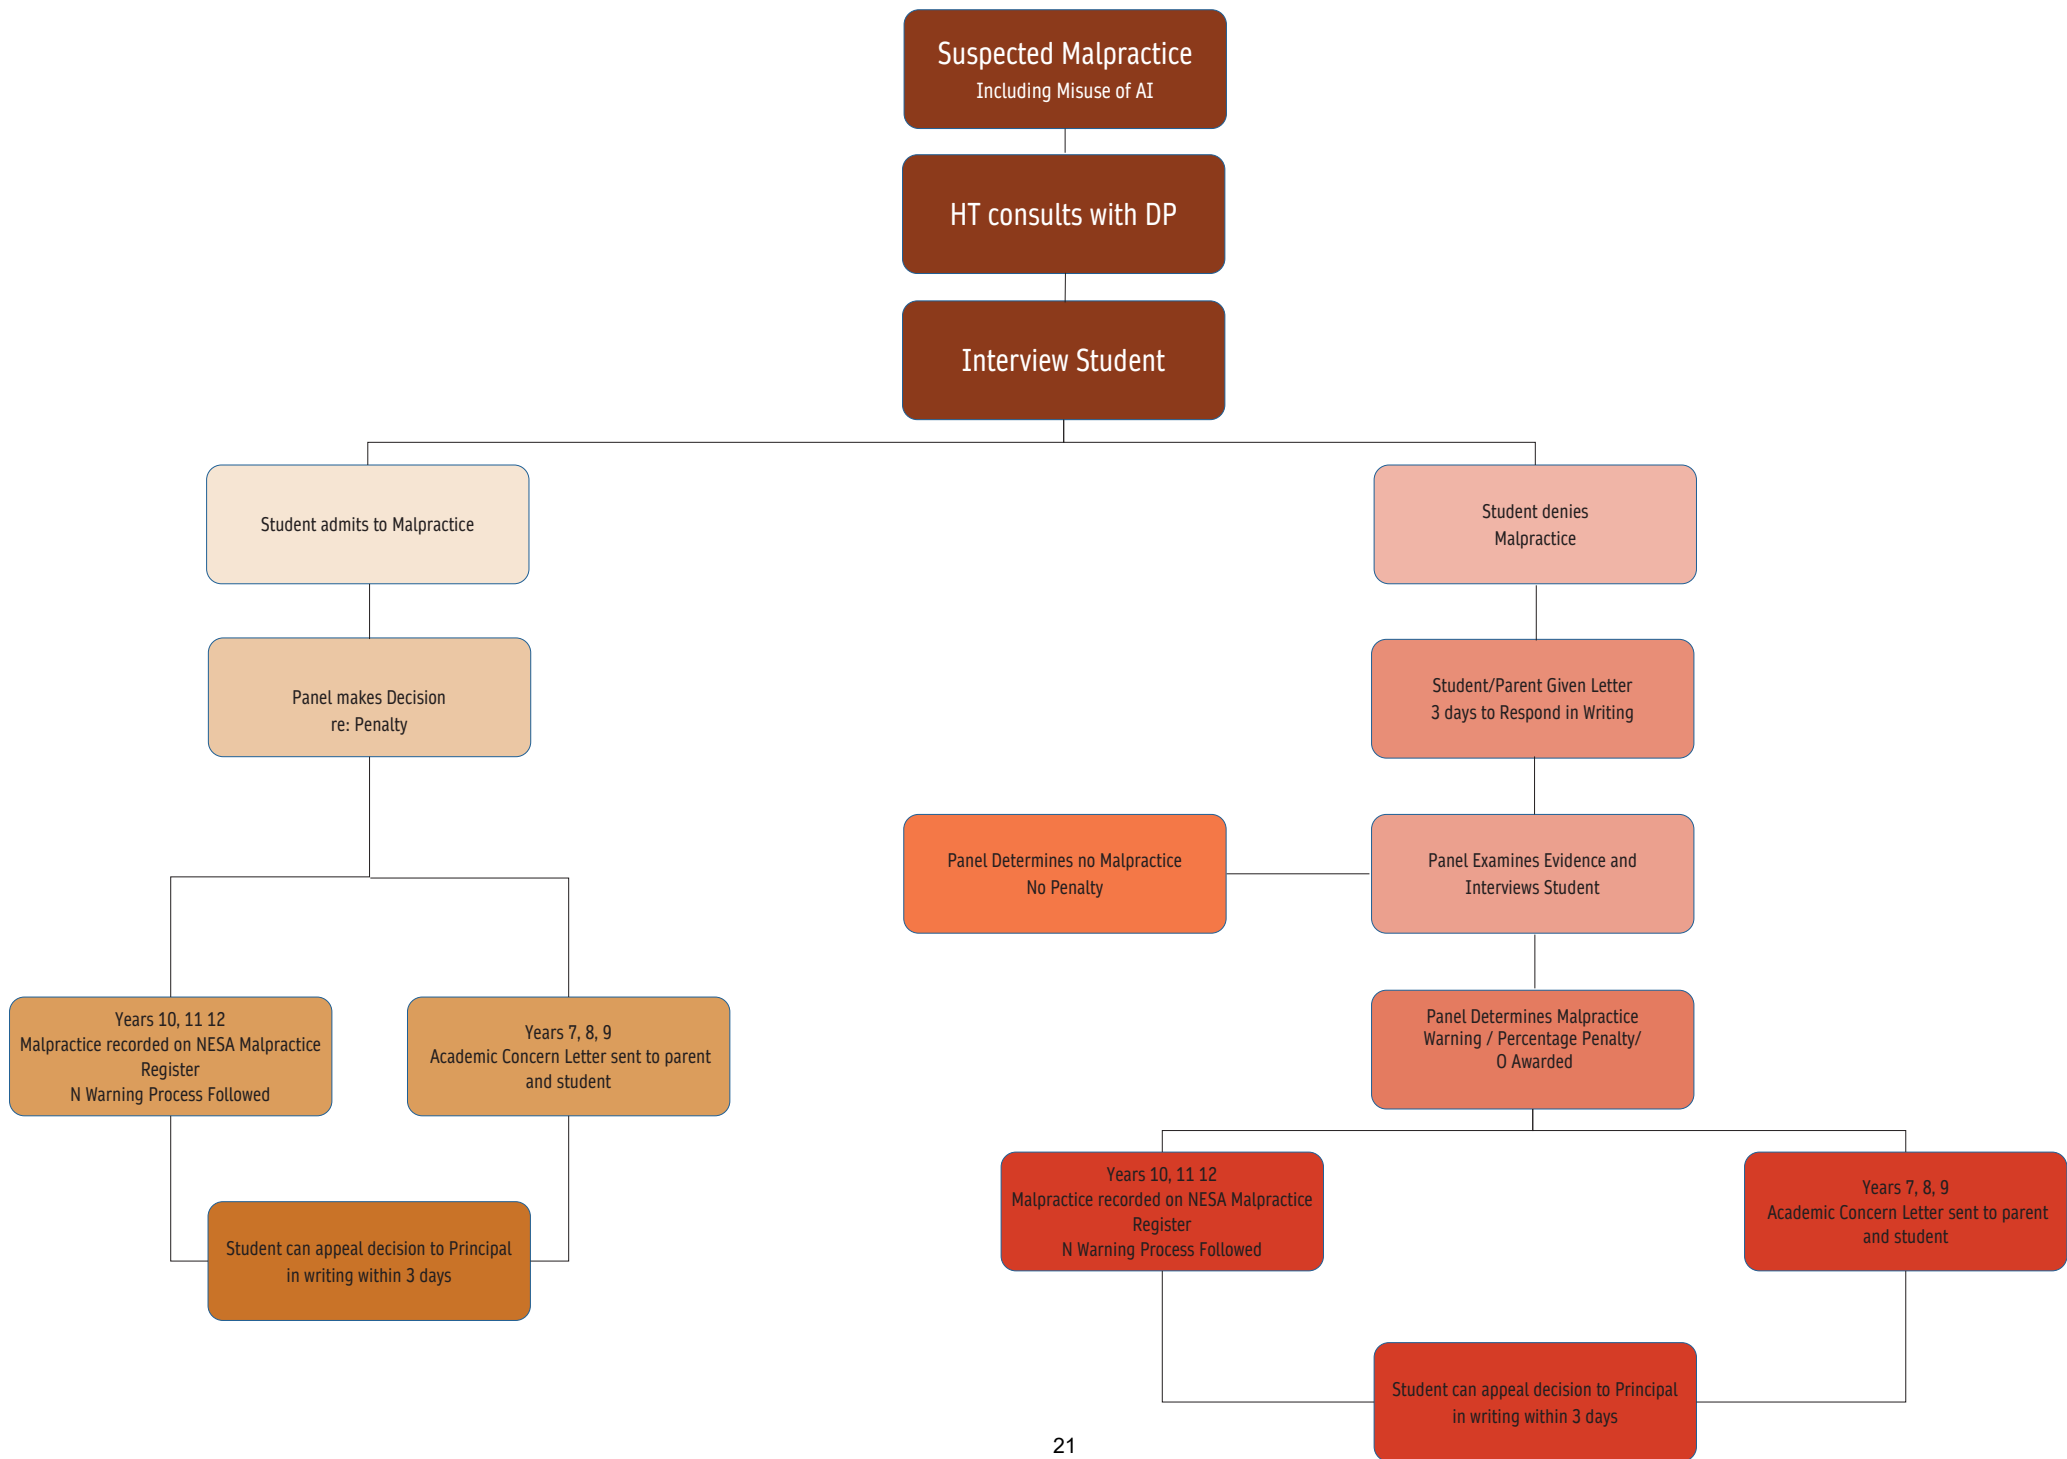 Suspected Malpractice
Including Misuse of AI
HT consults with DP
Interview Student
Student admits to Malpractice
Student denies
Malpractice
Panel makes Decision
re: Penalty
Student/Parent Given Letter
3 days to Respond in Writing
Panel Determines no Malpractice
No Penalty
Panel Examines Evidence and
Interviews Student
Years 10, 11 12
Malpractice recorded on NESA Malpractice
Register
N Warning Process Followed
Years 7, 8, 9
Academic Concern Letter sent to parent
and student
Panel Determines Malpractice
Warning / Percentage Penalty/
O Awarded
Student can appeal decision to Principal
in writing within 3 days
Years 10, 11 12
Malpractice recorded on NESA Malpractice
Register
N Warning Process Followed
Years 7, 8, 9
Academic Concern Letter sent to parent
and student
Student can appeal decision to Principal
in writing within 3 days
21